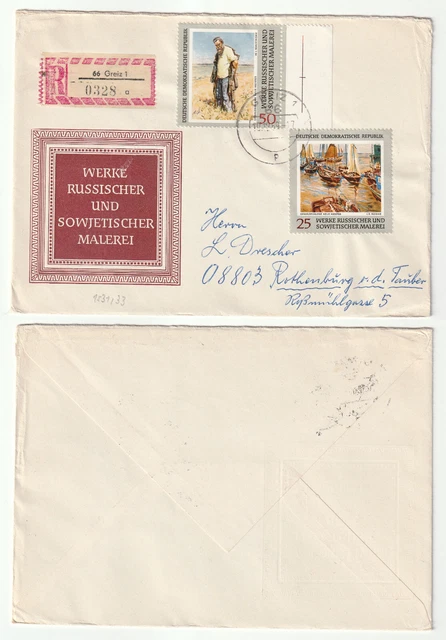 66 Greiz 1
0328 a
DEUTSCHE DEMOKRATISCHE REPUBLIK
50
WERKE RUSSISCHER UND
SOWJETISCHER MALEREI
WERKE
RUSSISCHER
UND
SOWJETISCHER
MALEREI
DEUTSCHE DEMOKRATISCHE REPUBLIK
25 WERKE RUSSISCHER UND
SOWJETISCHER MALEREI
Herrn
L. Drescher
08803 Rothenburg o. d. Tauber
Roßmühlgasse 5